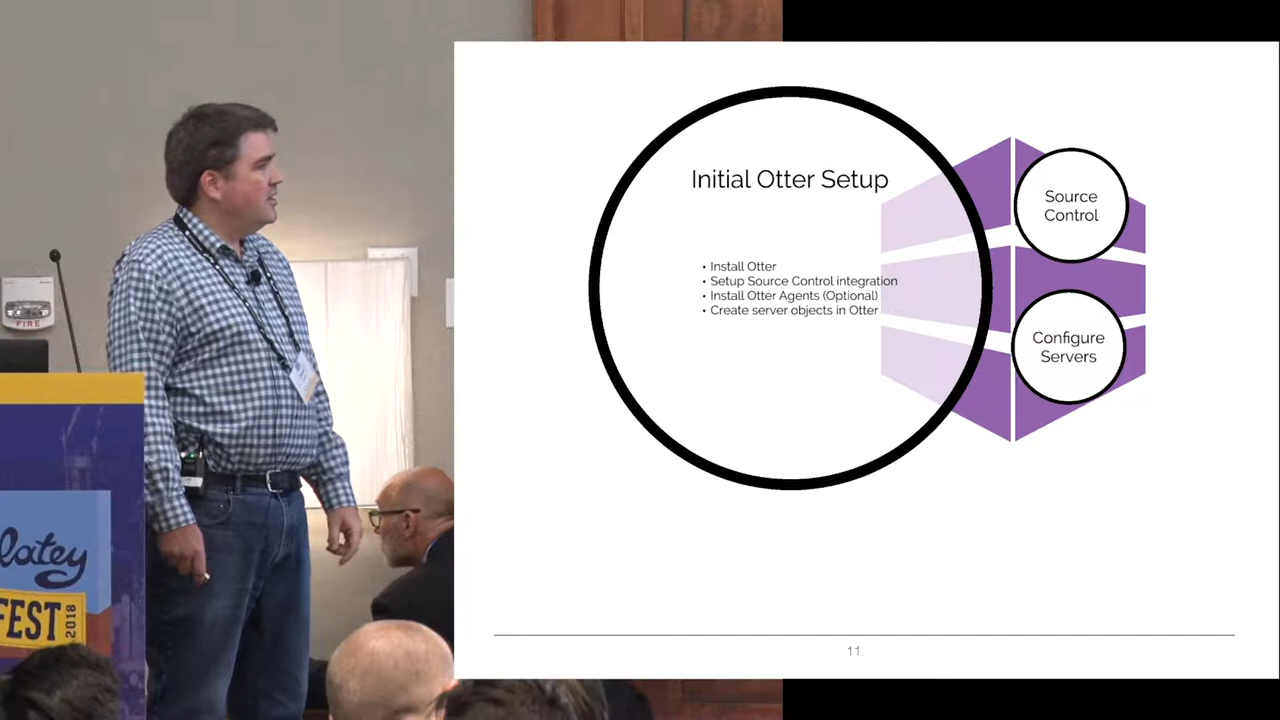 Initial Otter Setup
• Install Otter
• Setup Source Control integration
• Install Otter Agents (Optional)
• Create server objects in Otter
Source
Control
Configure
Servers
11.
FIRE
latey
FEST
2018